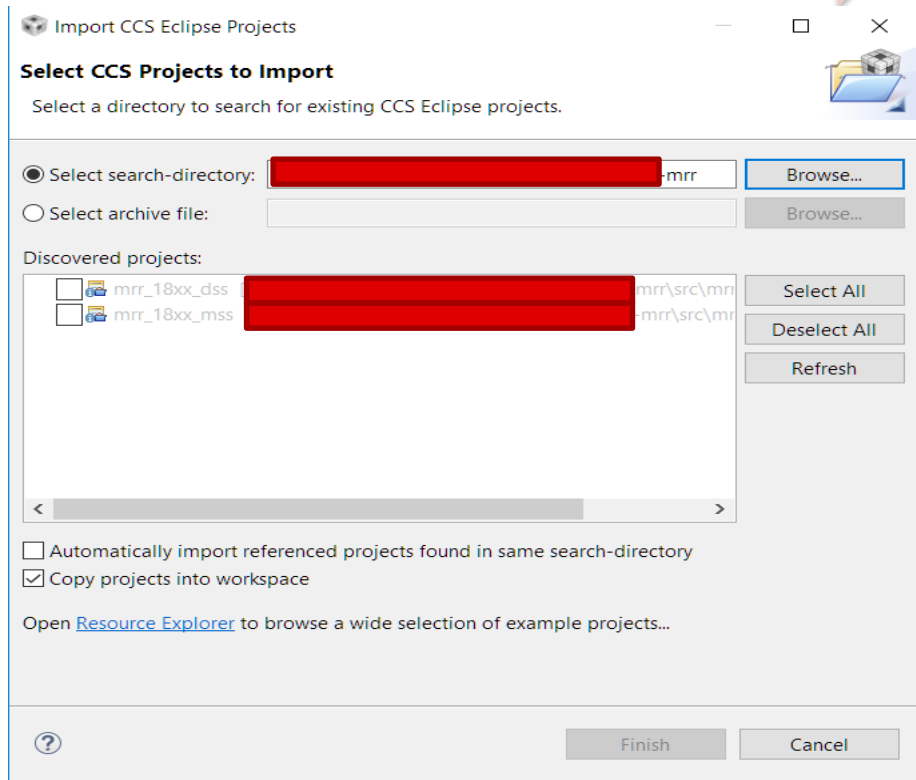 Import CCS Eclipse Projects
Select CCS Projects to Import
Select a directory to search for existing CCS Eclipse projects.
Select search-directory: -mrr Browse...
Select archive file: Browse...
Discovered projects:
mrr_18xx_dss [ mrr\src\mrr Select All
mrr_18xx_mss -mrr\src\mr
Deselect All
Refresh
Automatically import referenced projects found in same search-directory
Copy projects into workspace
Open Resource Explorer to browse a wide selection of example projects...
? Finish Cancel